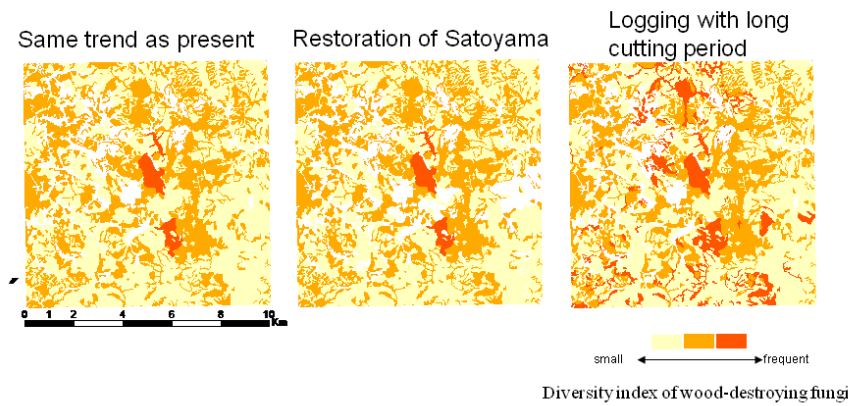 Same trend as present
Restoration of Satoyama
Logging with long
cutting period
0 1 2 4 6 8 10
Km
small frequent
Diversity index of wood-destroying fungi